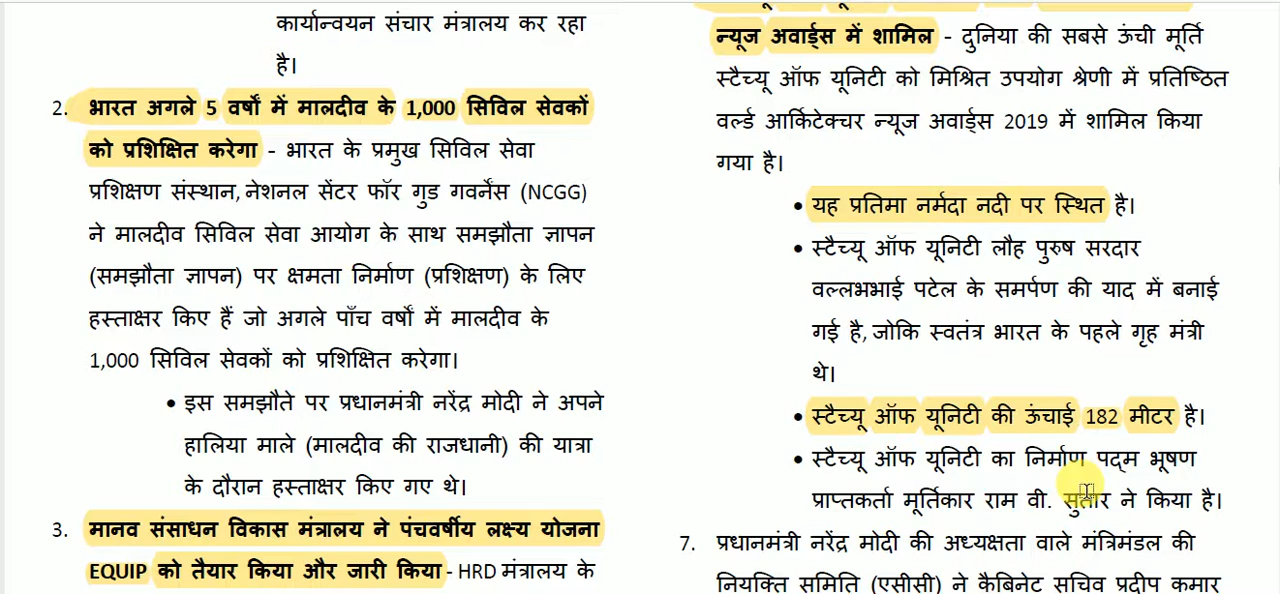 कार्यान्वयन संचार मंत्रालय कर रहा
है।
2. भारत अगले 5 वर्षों में मालदीव के 1,000 सिविल सेवकों
को प्रशिक्षित करेगा - भारत के प्रमुख सिविल सेवा
प्रशिक्षण संस्थान, नेशनल सेंटर फॉर गुड गवर्नेंस (NCGG)
ने मालदीव सिविल सेवा आयोग के साथ समझौता ज्ञापन
(समझौता ज्ञापन) पर क्षमता निर्माण (प्रशिक्षण) के लिए
हस्ताक्षर किए हैं जो अगले पाँच वर्षों में मालदीव के
1,000 सिविल सेवकों को प्रशिक्षित करेगा।
• इस समझौते पर प्रधानमंत्री नरेंद्र मोदी ने अपने
हालिया माले (मालदीव की राजधानी) की यात्रा
के दौरान हस्ताक्षर किए गए थे।
3. मानव संसाधन विकास मंत्रालय ने पंचवर्षीय लक्ष्य योजना
EQUIP को तैयार किया और जारी किया - HRD मंत्रालय के
न्यूज अवार्ड्स में शामिल - दुनिया की सबसे ऊंची मूर्ति
स्टैच्यू ऑफ यूनिटी को मिश्रित उपयोग श्रेणी में प्रतिष्ठित
वर्ल्ड आर्किटेक्चर न्यूज अवार्ड्स 2019 में शामिल किया
गया है।
• यह प्रतिमा नर्मदा नदी पर स्थित है।
• स्टैच्यू ऑफ यूनिटी लौह पुरुष सरदार
वल्लभभाई पटेल के समर्पण की याद में बनाई
गई है, जोकि स्वतंत्र भारत के पहले गृह मंत्री
थे।
• स्टैच्यू ऑफ यूनिटी की ऊंचाई 182 मीटर है।
• स्टैच्यू ऑफ यूनिटी का निर्माण पद्म भूषण
प्राप्तकर्ता मूर्तिकार राम वी. सुतार ने किया है।
7. प्रधानमंत्री नरेंद्र मोदी की अध्यक्षता वाले मंत्रिमंडल की
नियुक्ति समिति (एसीसी) ने कैबिनेट सचिव प्रदीप कुमार